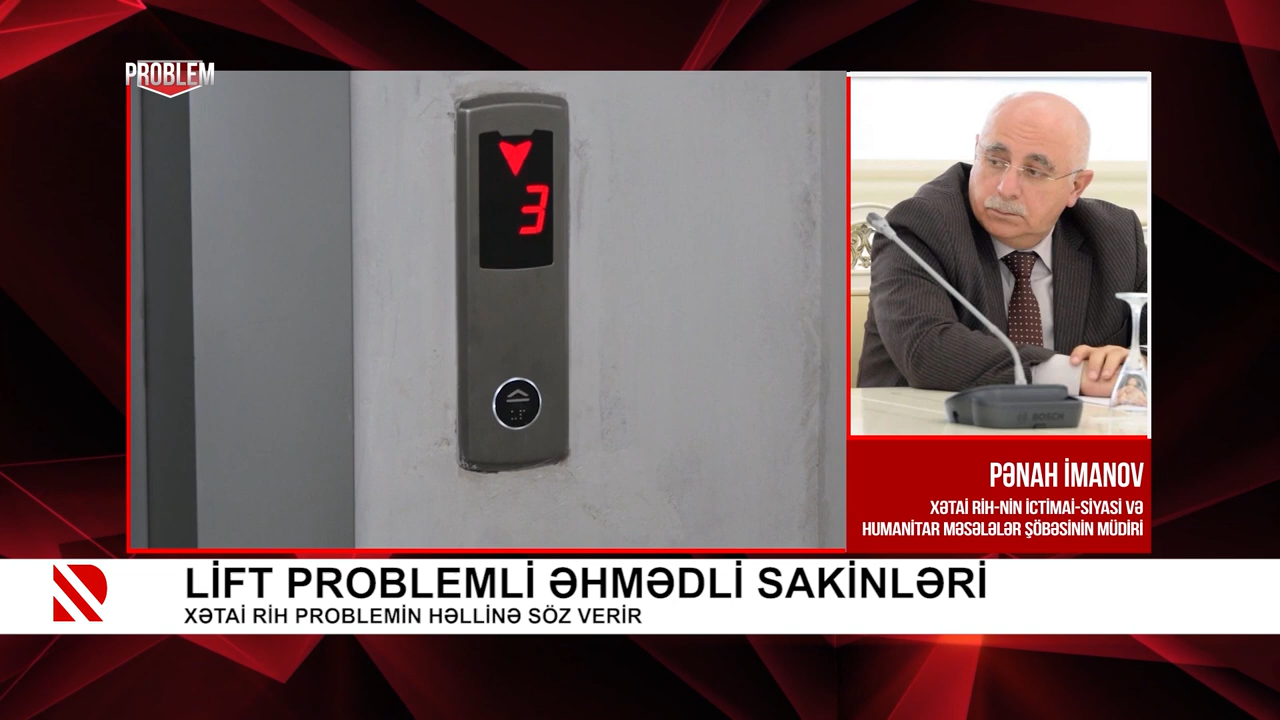 PROBLEM
3
BOSCH
PƏNAH İMANOV
XƏTAİ RİH-NİN İCTİMAİ-SİYASİ VƏ
HUMANİTAR MƏSƏLƏLƏR ŞÖBƏSİNİN MÜDİRİ
LİFT PROBLEMLİ ƏHMƏDLİ SAKİNLƏRİ
XƏTAİ RİH PROBLEMİN HƏLLİNƏ SÖZ VERİR